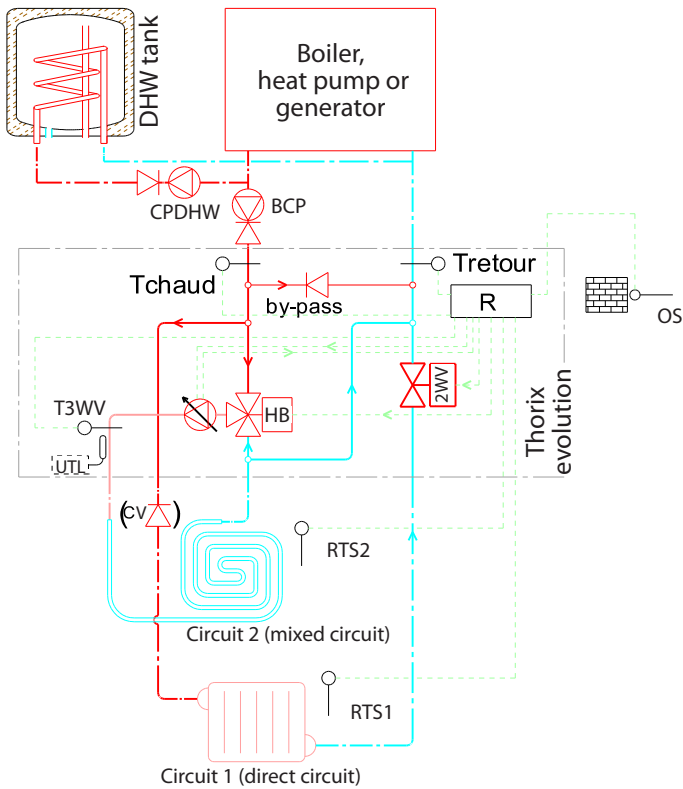 DHW tank
Boiler,
heat pump or
generator
CPDHW
BCP
Tchaud
Tretour
by-pass
R
OS
T3WV
HB
2WV
UTL
Thorix
evolution
(CV)
RTS2
Circuit 2 (mixed circuit)
RTS1
Circuit 1 (direct circuit)